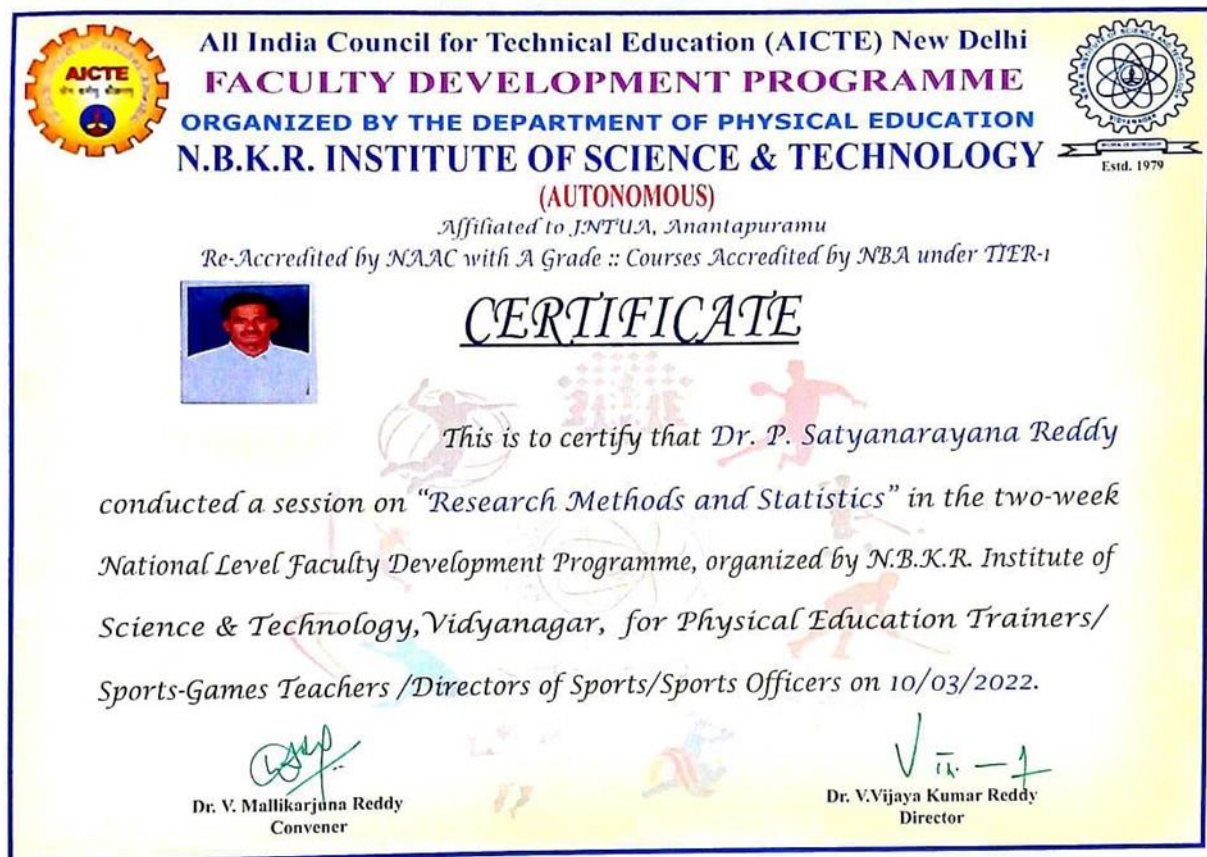 All India Council for Technical Education (AICTE) New Delhi
AICTE
FACULTY DEVELOPMENT PROGRAMME
ORGANIZED BY THE DEPARTMENT OF PHYSICAL EDUCATION
N.B.K.R. INSTITUTE OF SCIENCE & TECHNOLOGY
VIDYANAGAR
Estd. 1979
(AUTONOMOUS)
Affiliated to JNTUA, Anantapuramu
Re-Accredited by NAAC with A Grade :: Courses Accredited by NBA under TIER-1
CERTIFICATE
This is to certify that Dr. P. Satyanarayana Reddy
conducted a session on “Research Methods and Statistics” in the two-week
National Level Faculty Development Programme, organized by N.B.K.R. Institute of
Science & Technology, Vidyanagar, for Physical Education Trainers/
Sports-Games Teachers /Directors of Sports/Sports Officers on 10/03/2022.
Dr. V. Mallikarjuna Reddy
Convener
Dr. V.Vijaya Kumar Reddy
Director